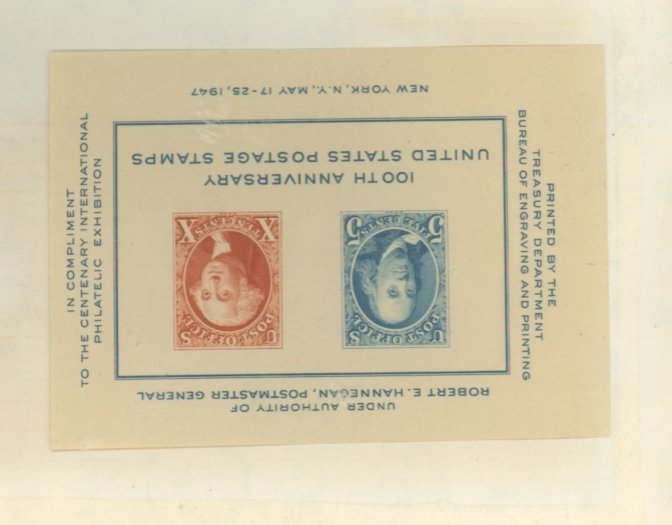 UNDER AUTHORITY OF
ROBERT E. HANNEGAN, POSTMASTER GENERAL
PRINTED BY THE
TREASURY DEPARTMENT
BUREAU OF ENGRAVING AND PRINTING
U S
POST OFFICE
FIVE CENTS
5 5
U S
POST OFFICE
TEN CENTS
X X
100TH ANNIVERSARY
UNITED STATES POSTAGE STAMPS
IN COMPLIMENT
TO THE CENTENARY INTERNATIONAL
PHILATELIC EXHIBITION
NEW YORK, N.Y., MAY 17-25, 1947